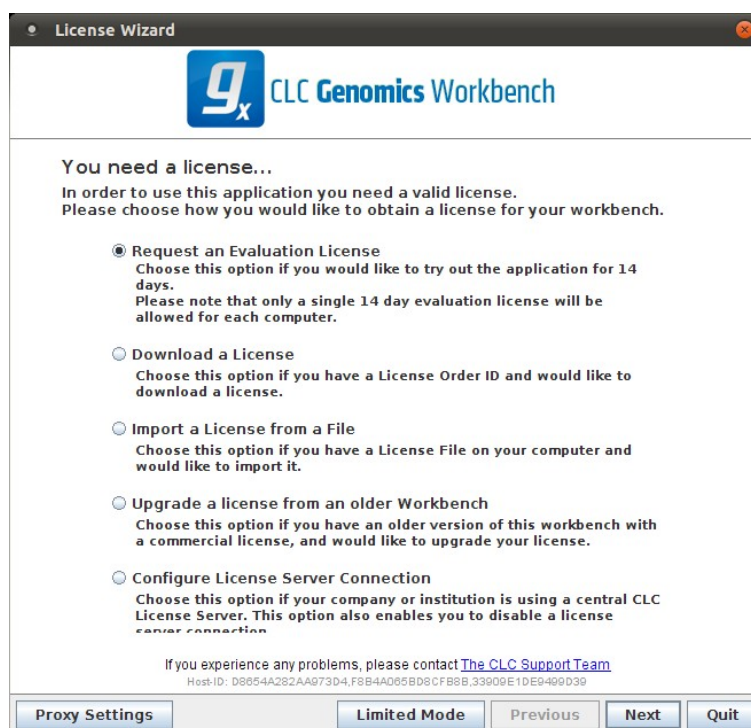 License Wizard
gx CLC Genomics Workbench
You need a license...
In order to use this application you need a valid license.
Please choose how you would like to obtain a license for your workbench.
Request an Evaluation License
Choose this option if you would like to try out the application for 14
days.
Please note that only a single 14 day evaluation license will be
allowed for each computer.
Download a License
Choose this option if you have a License Order ID and would like to
download a license.
Import a License from a File
Choose this option if you have a License File on your computer and
would like to import it.
Upgrade a license from an older Workbench
Choose this option if you have an older version of this workbench with
a commercial license, and would like to upgrade your license.
Configure License Server Connection
Choose this option if your company or institution is using a central CLC
License Server. This option also enables you to disable a license
server connection
If you experience any problems, please contact The CLC Support Team
Host-ID: D8654A282AA973D4,F8B4A065BD8CFB8B,33909E1DE9499D39
Proxy Settings Limited Mode Previous Next Quit